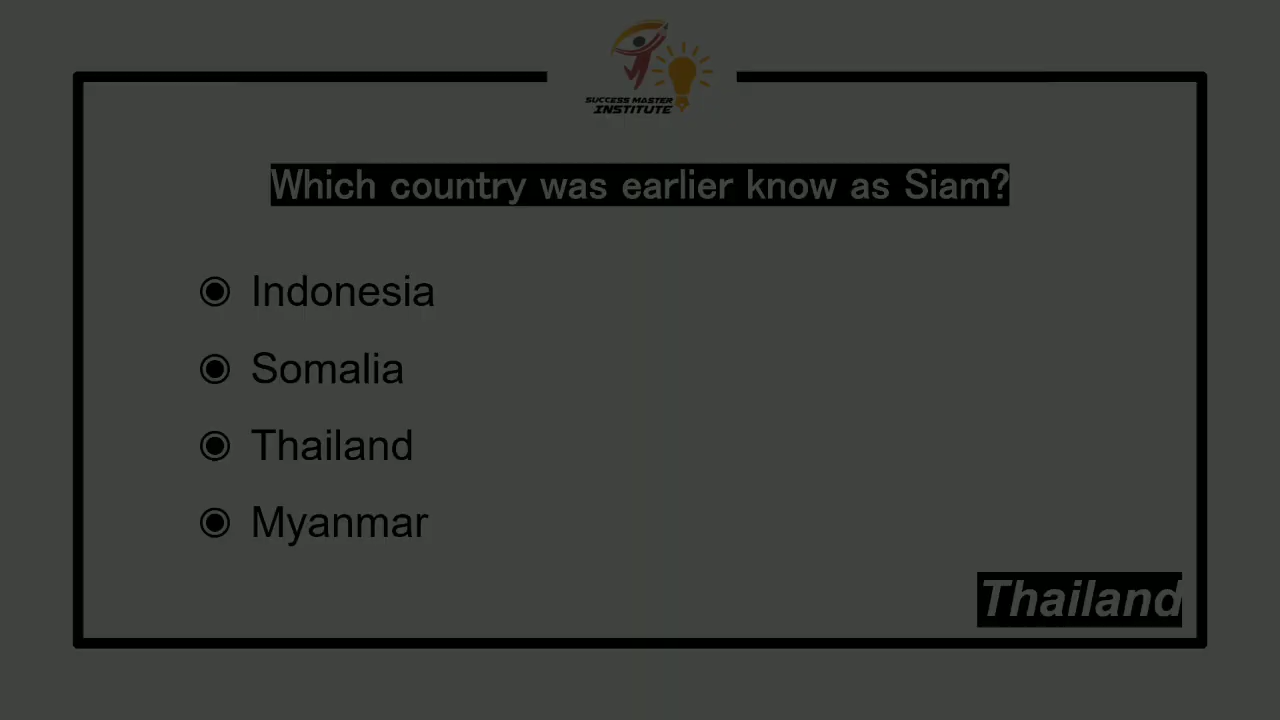 SUCCESS MASTER
INSTITUTE
Which country was earlier know as Siam?
Indonesia
Somalia
Thailand
Myanmar
Thailand